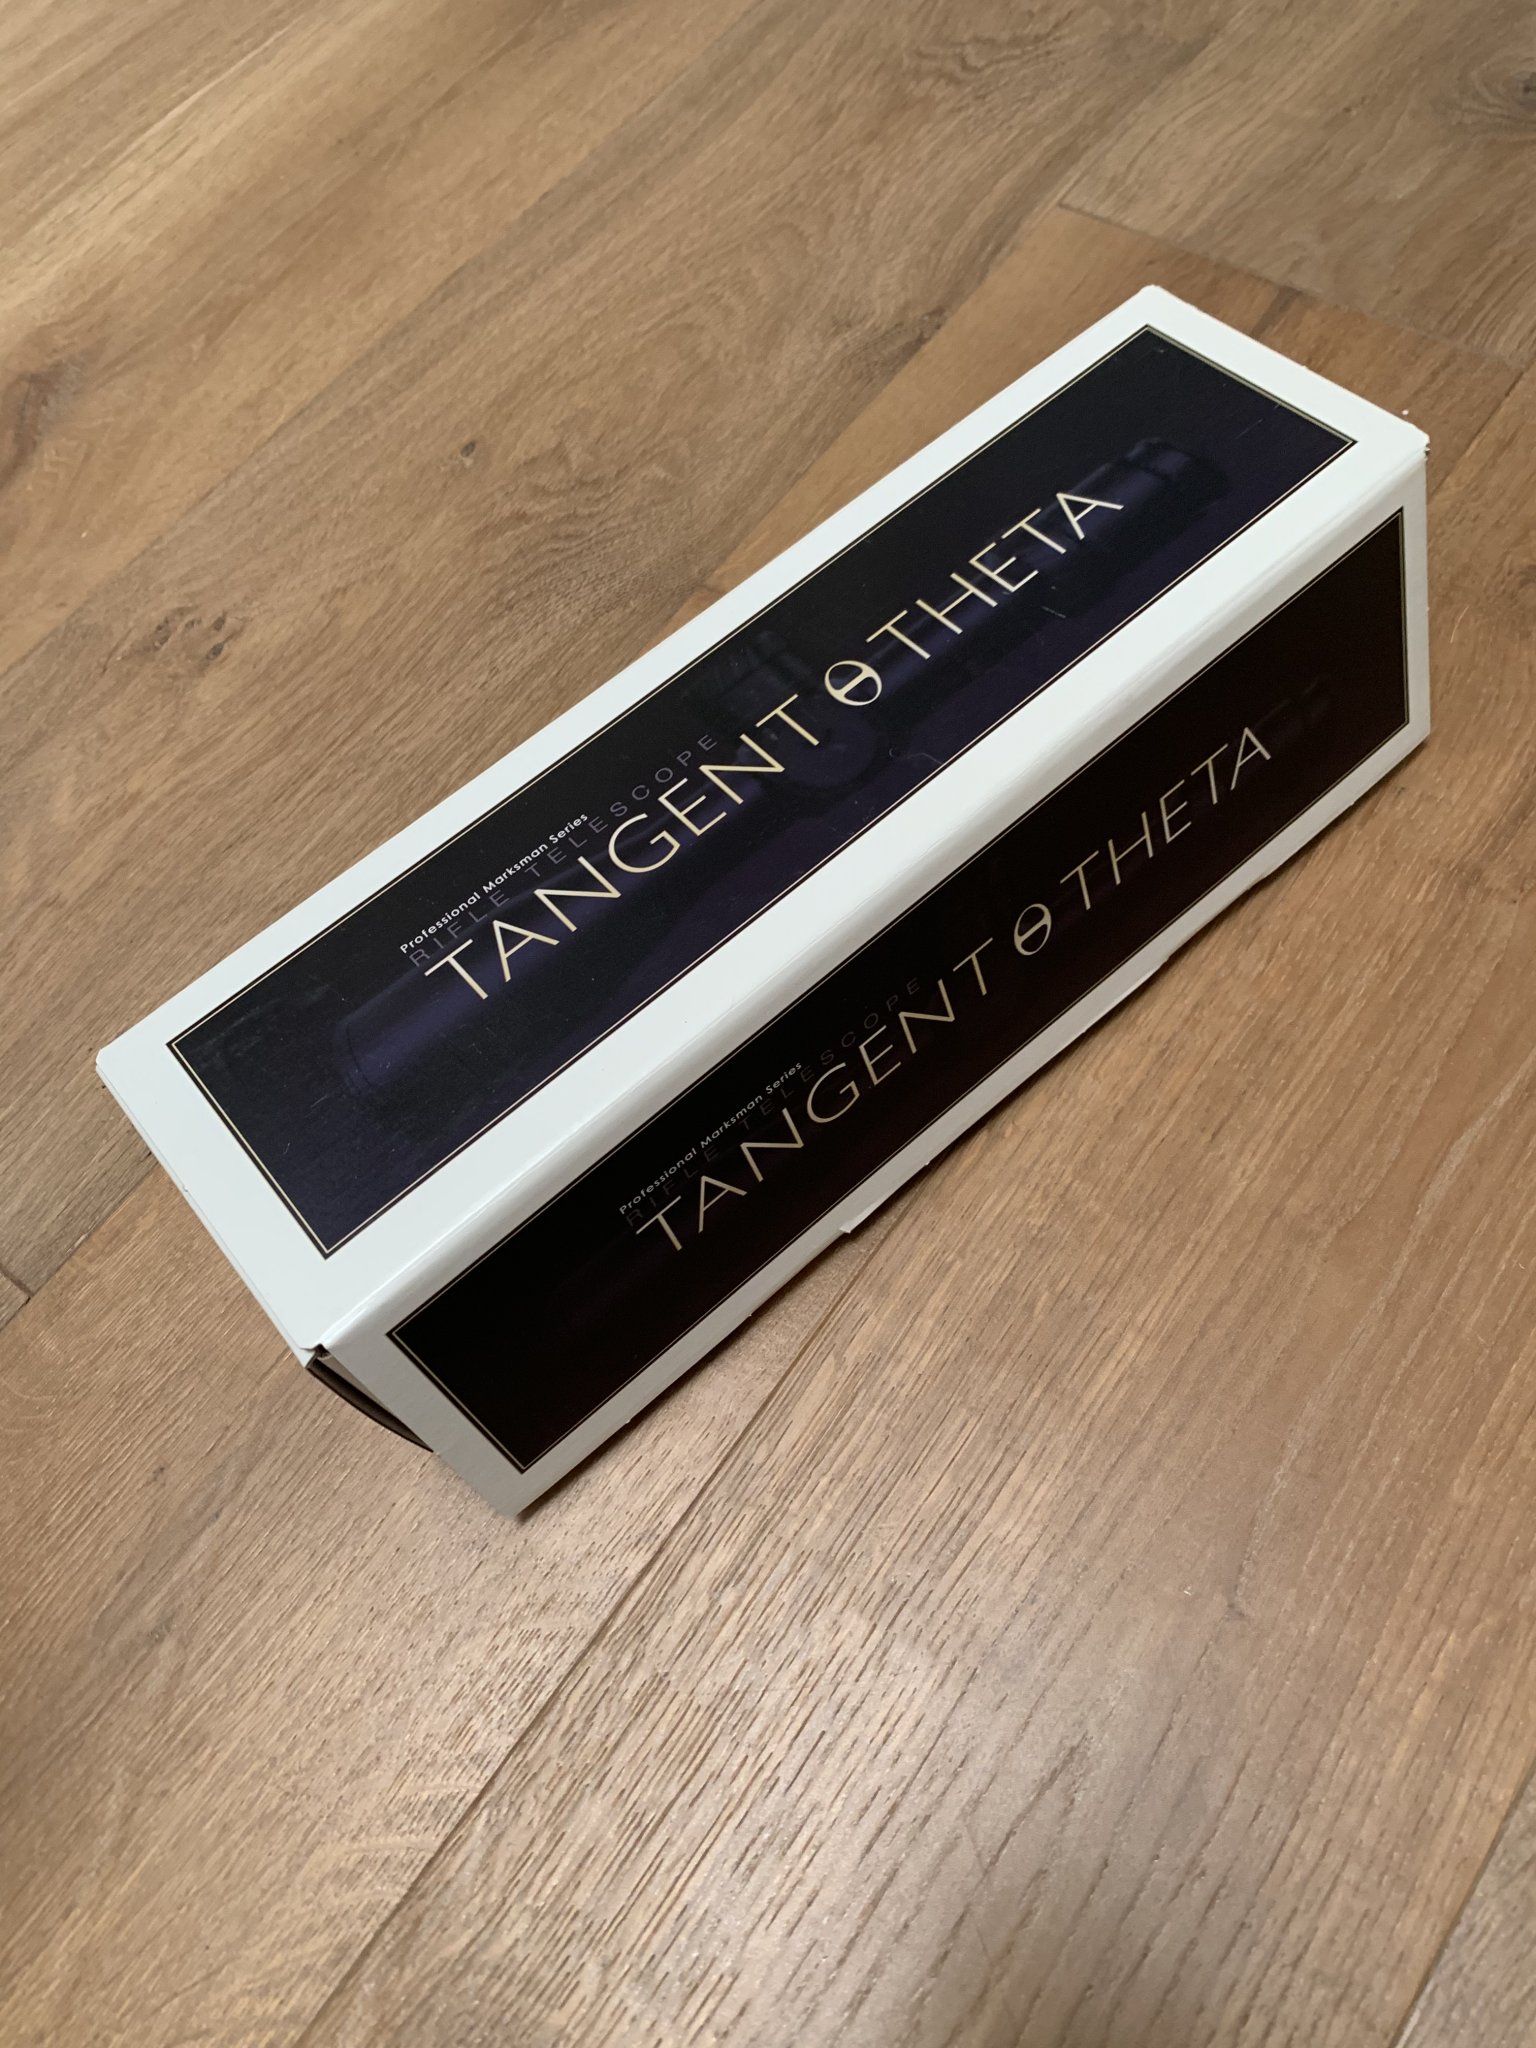 Professional Marksman Series
RIFLE TELESCOPE
TANGENT θ THETA
Professional Marksman Series
RIFLE TELESCOPE
TANGENT θ THETA